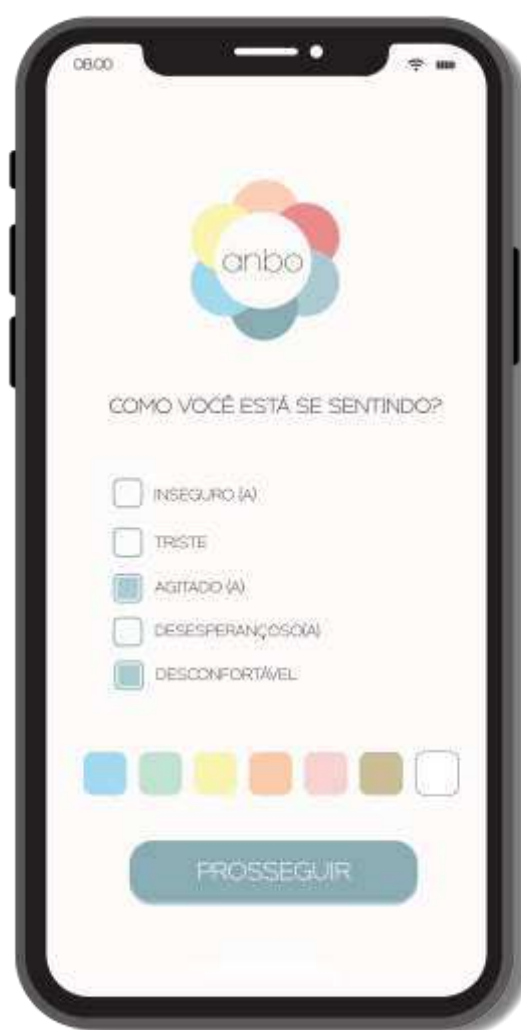 08.00
anbo
COMO VOCÊ ESTÁ SE SENTINDO?
INSEGURO (A)
TRISTE
AGITADO (A)
DESESPERANÇOSO(A)
DESCONFORTÁVEL
PROSSEGUIR